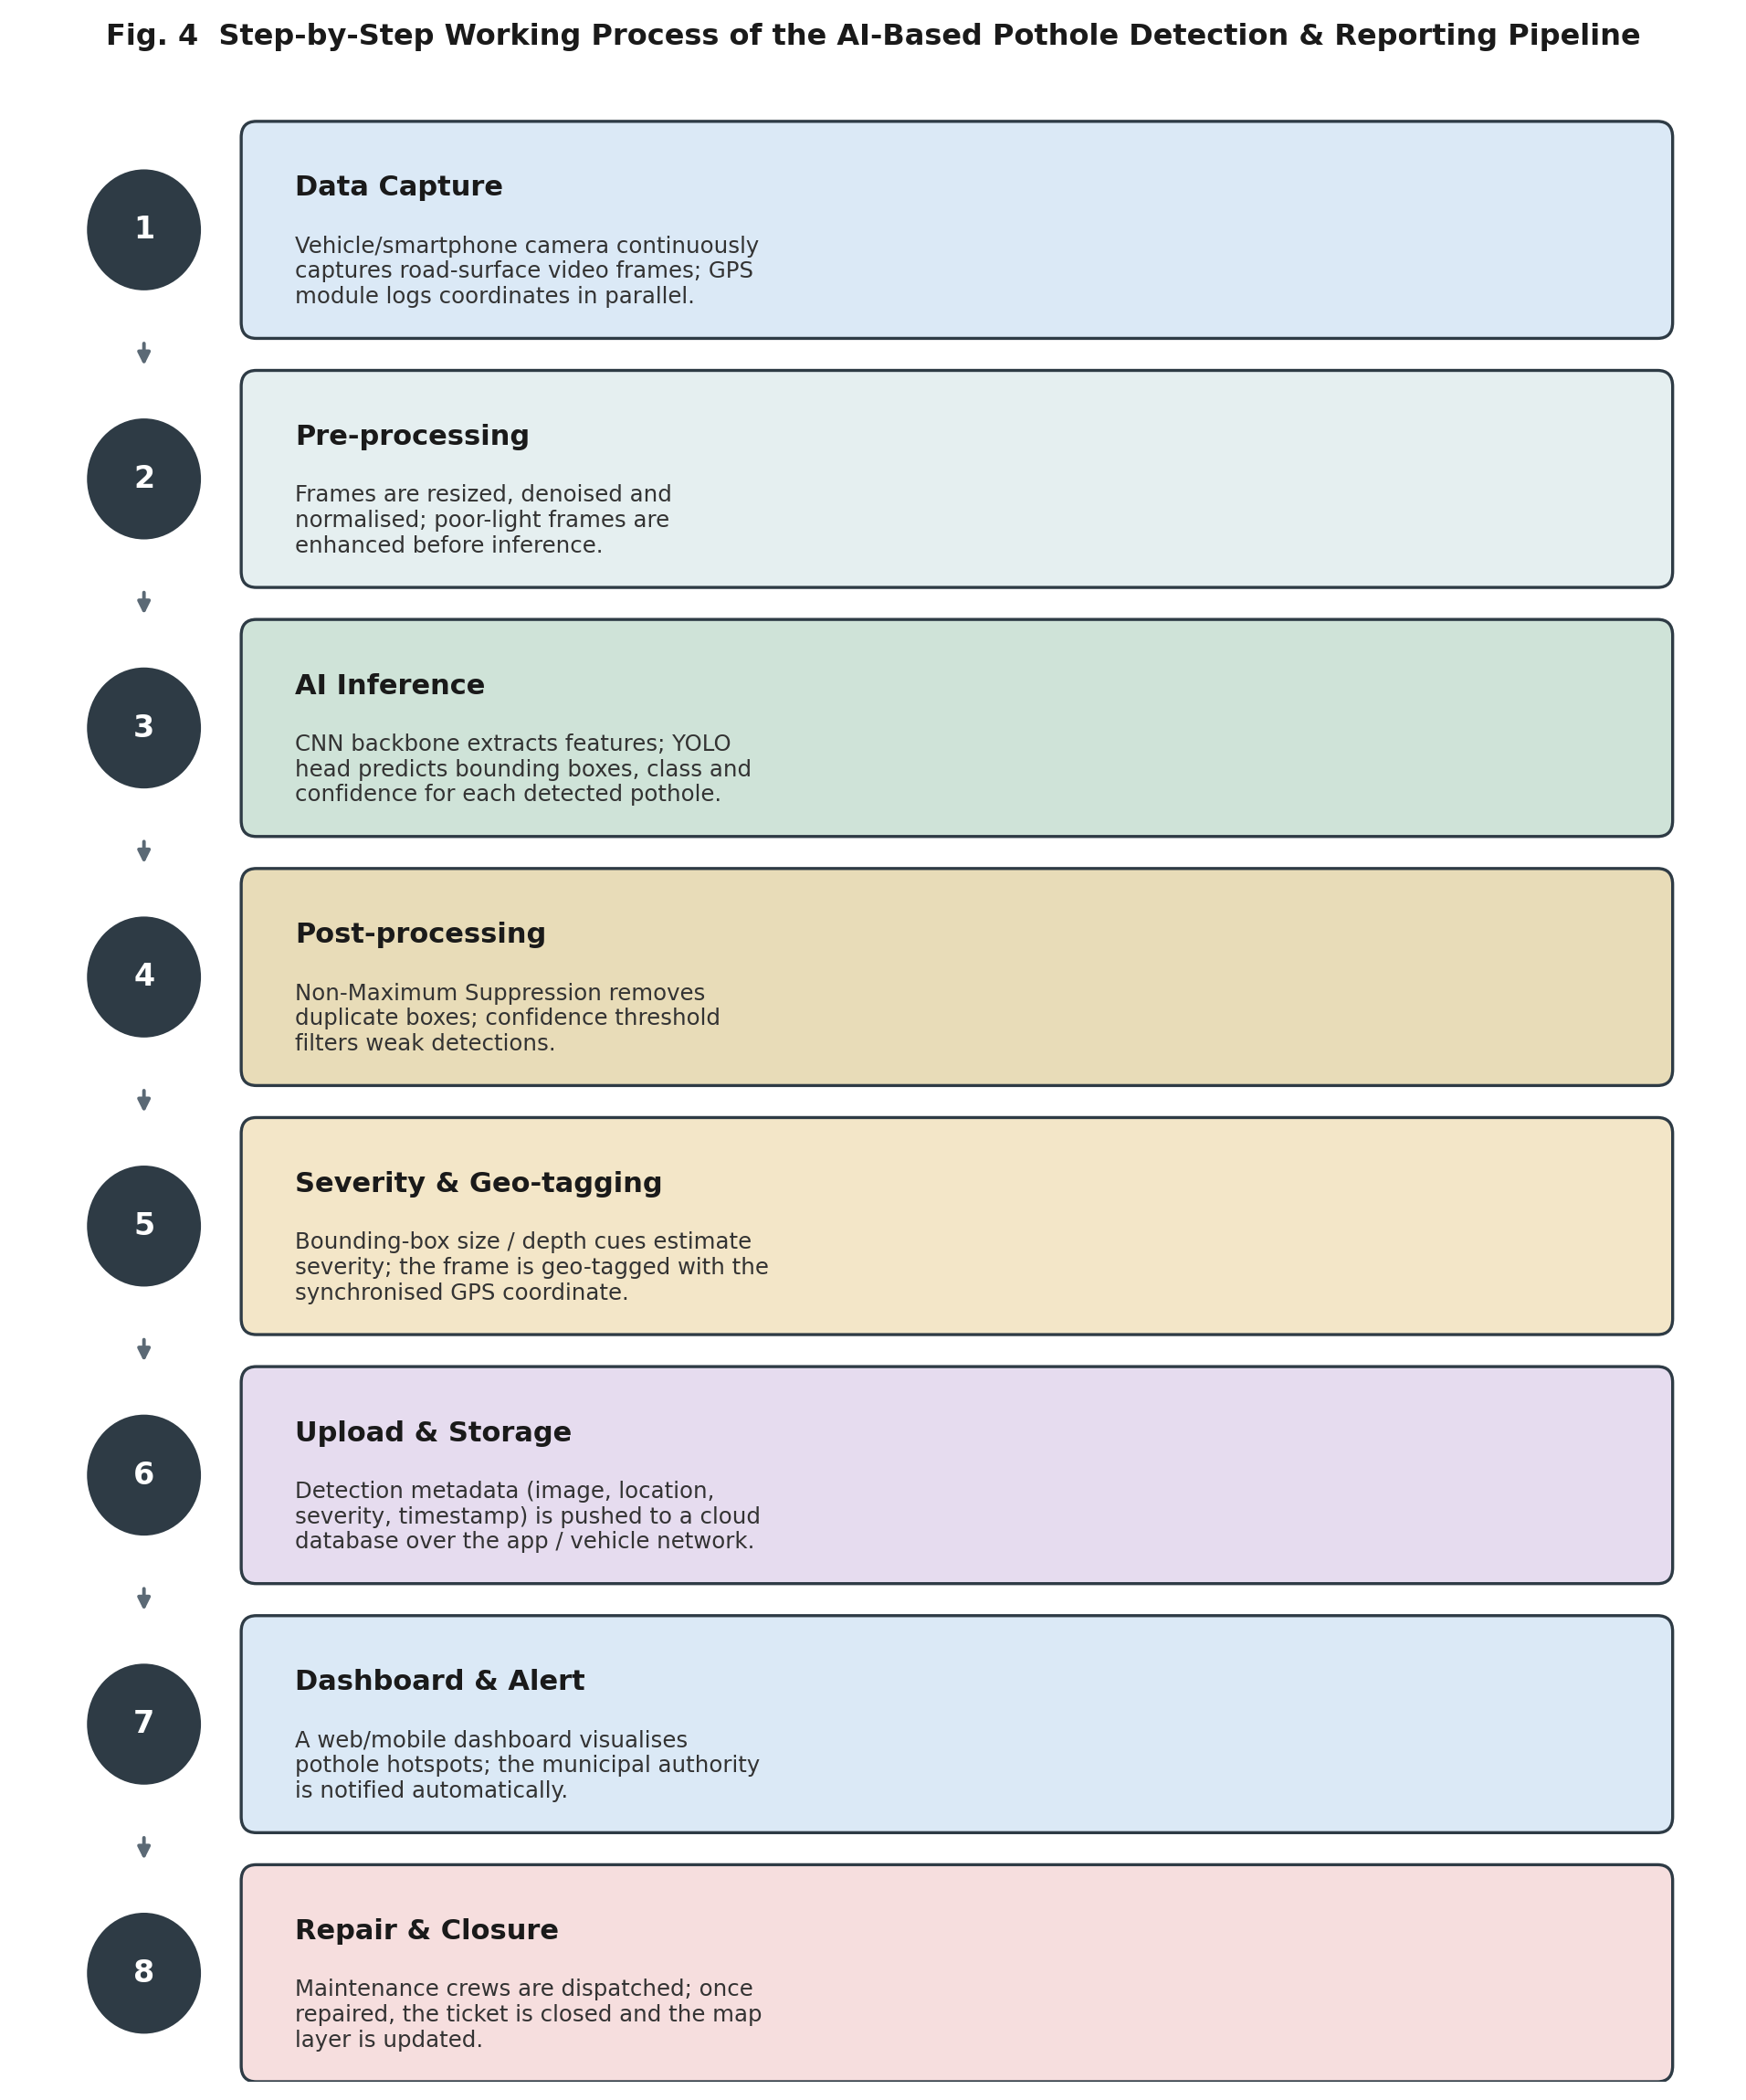 Fig. 4  Step-by-Step Working Process of the AI-Based Pothole Detection & Reporting Pipeline
1
Data Capture
Vehicle/smartphone camera continuously
captures road-surface video frames; GPS
module logs coordinates in parallel.
2
Pre-processing
Frames are resized, denoised and
normalised; poor-light frames are
enhanced before inference.
3
AI Inference
CNN backbone extracts features; YOLO
head predicts bounding boxes, class and
confidence for each detected pothole.
4
Post-processing
Non-Maximum Suppression removes
duplicate boxes; confidence threshold
filters weak detections.
5
Severity & Geo-tagging
Bounding-box size / depth cues estimate
severity; the frame is geo-tagged with the
synchronised GPS coordinate.
6
Upload & Storage
Detection metadata (image, location,
severity, timestamp) is pushed to a cloud
database over the app / vehicle network.
7
Dashboard & Alert
A web/mobile dashboard visualises
pothole hotspots; the municipal authority
is notified automatically.
8
Repair & Closure
Maintenance crews are dispatched; once
repaired, the ticket is closed and the map
layer is updated.